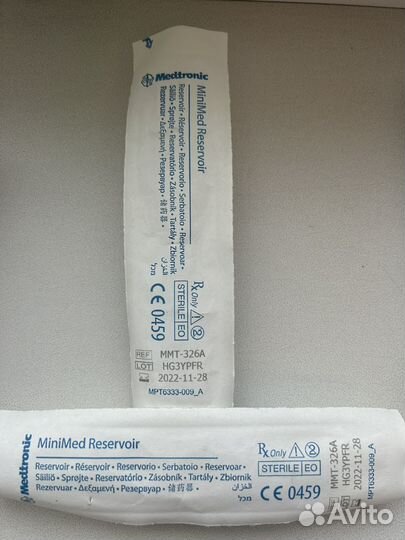 Medtronic
MiniMed Reservoir
Reservoir • Réservoir • Reservorio • Serbatoio • Reservoar •
Säiliö • Sprøjte • Reservatório • Zásobník • Tartály • Zbiornik
Rezervuar • Δεξαμενή • Резервуар • 储药器 •
الخزان
מכל
Rx Only
2
STERILE EO
CE 0459
REF MMT-326A
LOT HG3YPFR
2022-11-28
MPT6333-009_A
Medtronic
MiniMed Reservoir
Reservoir • Réservoir • Reservorio • Serbatoio • Reservoar •
Säiliö • Sprøjte • Reservatório • Zásobník • Tartály • Zbiornik
Rezervuar • Δεξαμενή • Резервуар • 储药器 •
الخزان
מכל
Rx Only
2
STERILE EO
CE 0459
MMT-326A
HG3YPFR
2022-11-28
MPT6333-009_A
Avito